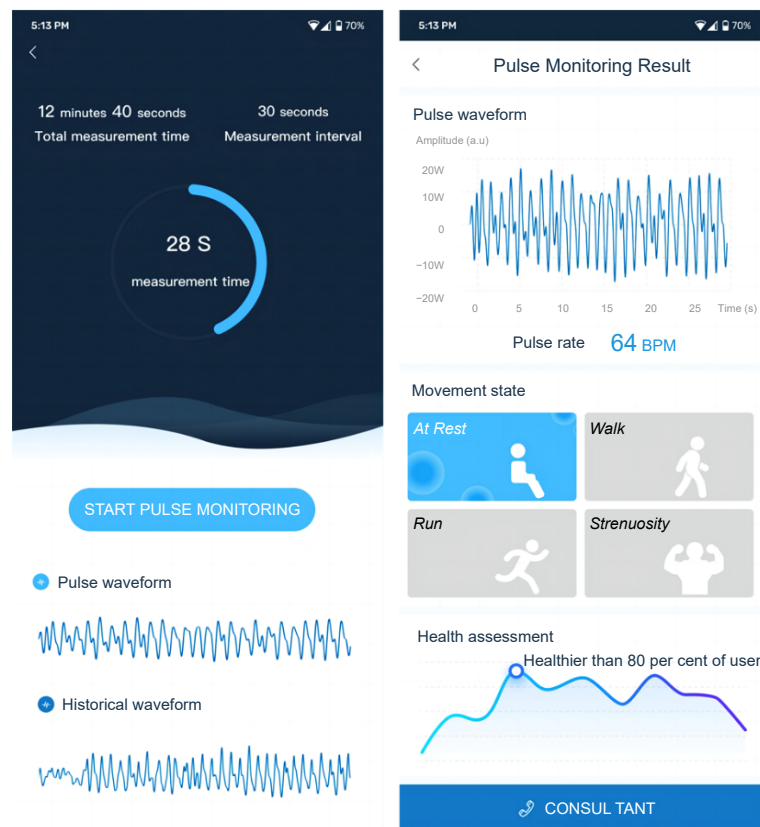 5:13 PM
70%
12 minutes 40 seconds
Total measurement time
30 seconds
Measurement interval
28 S
measurement time
START PULSE MONITORING
Pulse waveform
Historical waveform
5:13 PM
70%
Pulse Monitoring Result
Pulse waveform
Amplitude (a.u)
20W
10W
0
−10W
−20W
0 5 10 15 20 25 Time (s)
Pulse rate 64 BPM
Movement state
At Rest
Walk
Run
Strenuosity
Health assessment
Healthier than 80 per cent of user
CONSUL TANT